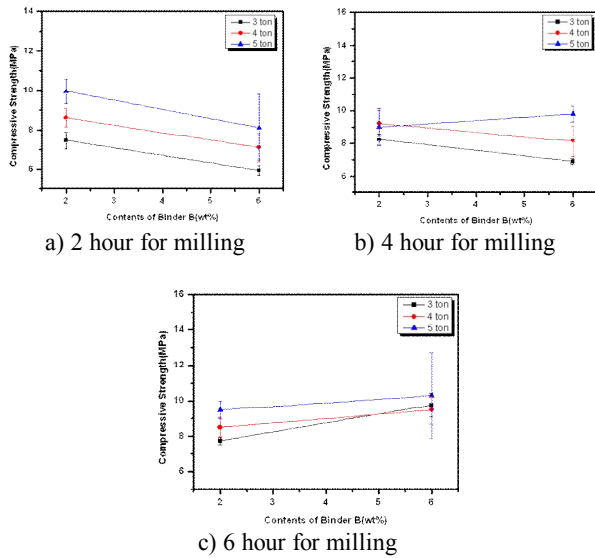 14
12
10
8
6
Compressive Strength(MPa)
3 ton
4 ton
5 ton
2 3 4 5 6
Contents of Binder B(wt%)
a) 2 hour for milling
16
14
12
10
8
6
Compressive Strength(MPa)
3 ton
4 ton
5 ton
2 3 4 5 6
Contents of Binder B(wt%)
b) 4 hour for milling
16
14
12
10
8
6
Compressive Strength(MPa)
3 ton
4 ton
5 ton
2 3 4 5 6
Contents of Binder B(wt%)
c) 6 hour for milling